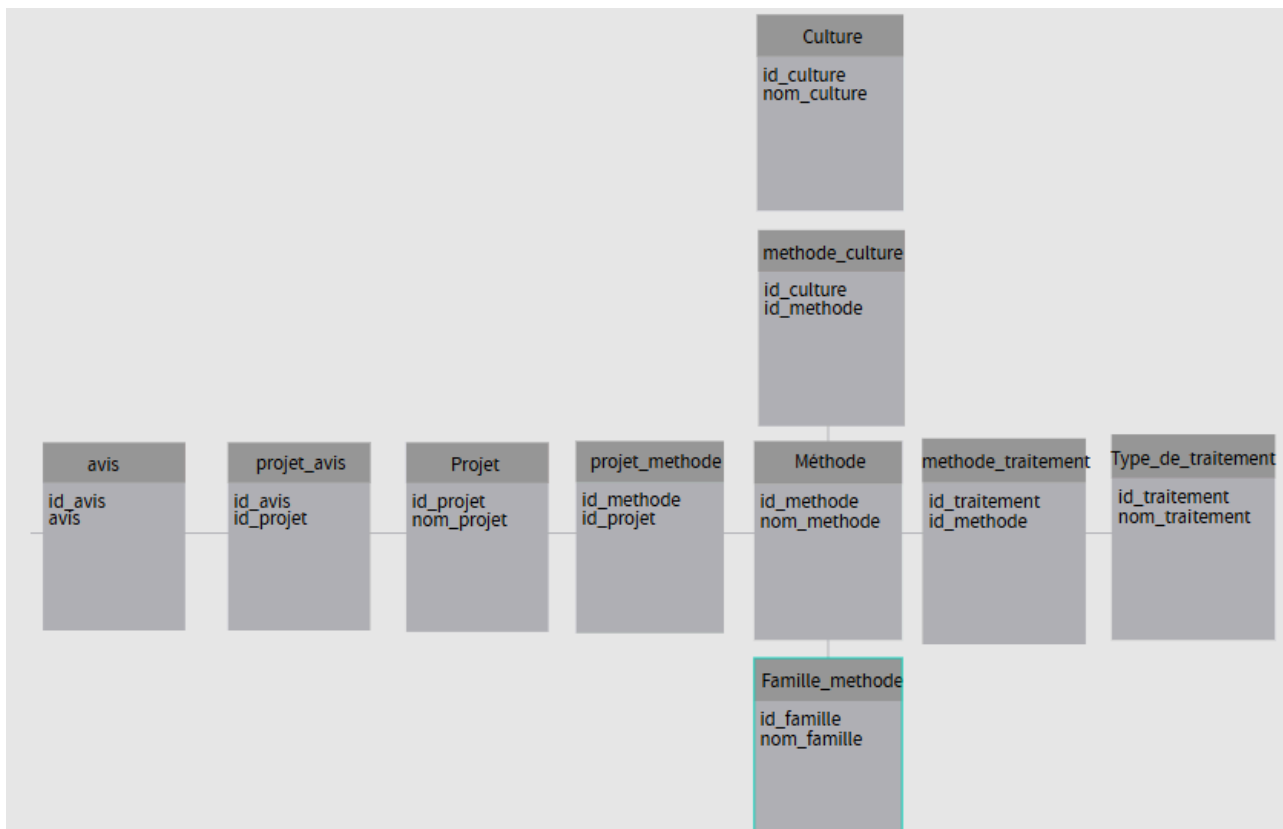 Culture
id_culture
nom_culture
methode_culture
id_culture
id_methode
avis
id_avis
avis
projet_avis
id_avis
id_projet
Projet
id_projet
nom_projet
projet_methode
id_methode
id_projet
Méthode
id_methode
nom_methode
methode_traitement
id_traitement
id_methode
Type_de_traitement
id_traitement
nom_traitement
Famille_methode
id_famille
nom_famille